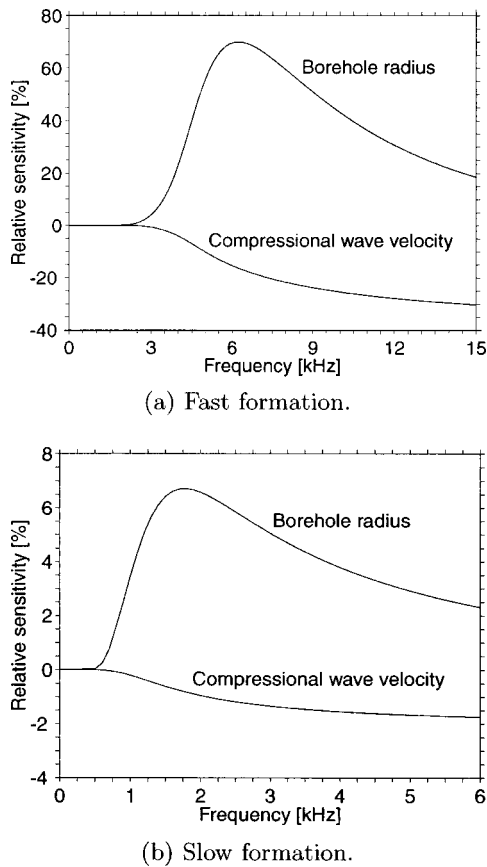 80
60
40
20
0
-20
-40
Relative sensitivity [%]
Borehole radius
Compressional wave velocity
0 3 6 9 12 15
Frequency [kHz]
(a) Fast formation.
8
6
4
2
0
-2
-4
Relative sensitivity [%]
Borehole radius
Compressional wave velocity
0 1 2 3 4 5 6
Frequency [kHz]
(b) Slow formation.